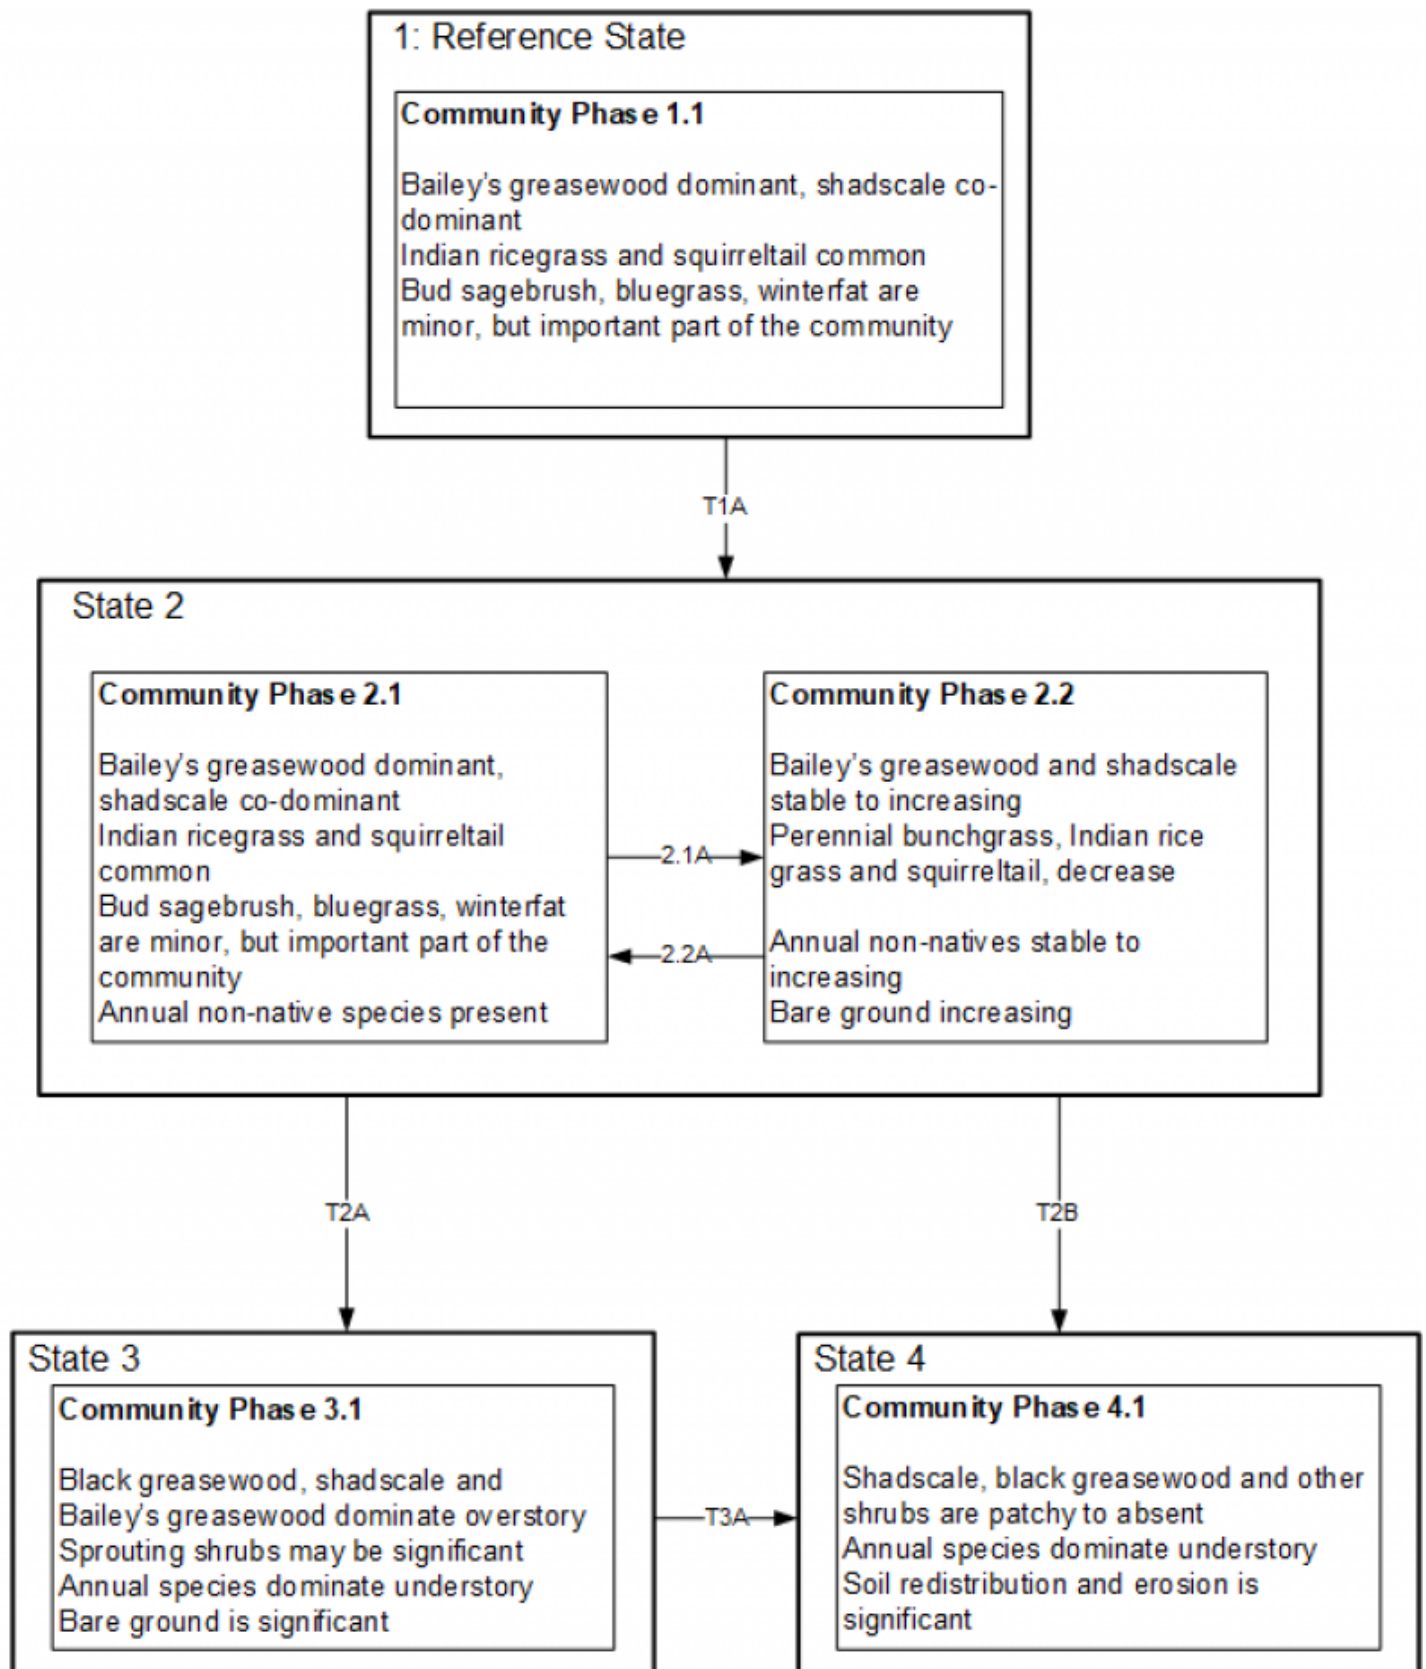 1: Reference State
Community Phase 1.1
Bailey's greasewood dominant, shadscale co-
dominant
Indian ricegrass and squirreltail common
Bud sagebrush, bluegrass, winterfat are
minor, but important part of the community
T1A
State 2
Community Phase 2.1
Bailey's greasewood dominant,
shadscale co-dominant
Indian ricegrass and squirreltail
common
Bud sagebrush, bluegrass, winterfat
are minor, but important part of the
community
Annual non-native species present
2.1A
2.2A
Community Phase 2.2
Bailey's greasewood and shadscale
stable to increasing
Perennial bunchgrass, Indian rice
grass and squirreltail, decrease
Annual non-natives stable to
increasing
Bare ground increasing
T2A
T2B
State 3
Community Phase 3.1
Black greasewood, shadscale and
Bailey's greasewood dominate overstory
Sprouting shrubs may be significant
Annual species dominate understory
Bare ground is significant
T3A
State 4
Community Phase 4.1
Shadscale, black greasewood and other
shrubs are patchy to absent
Annual species dominate understory
Soil redistribution and erosion is
significant